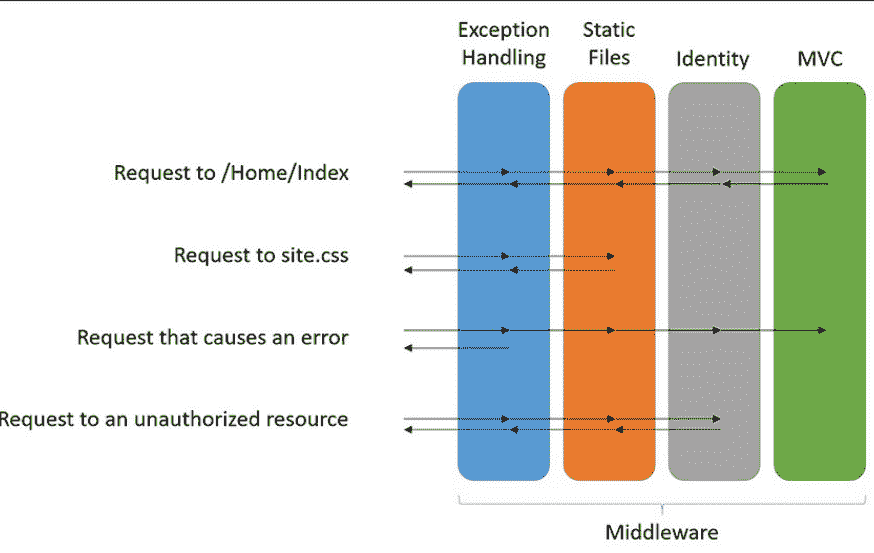 Exception
Handling
Static
Files
Identity
MVC
Request to /Home/Index
Request to site.css
Request that causes an error
Request to an unauthorized resource
Middleware